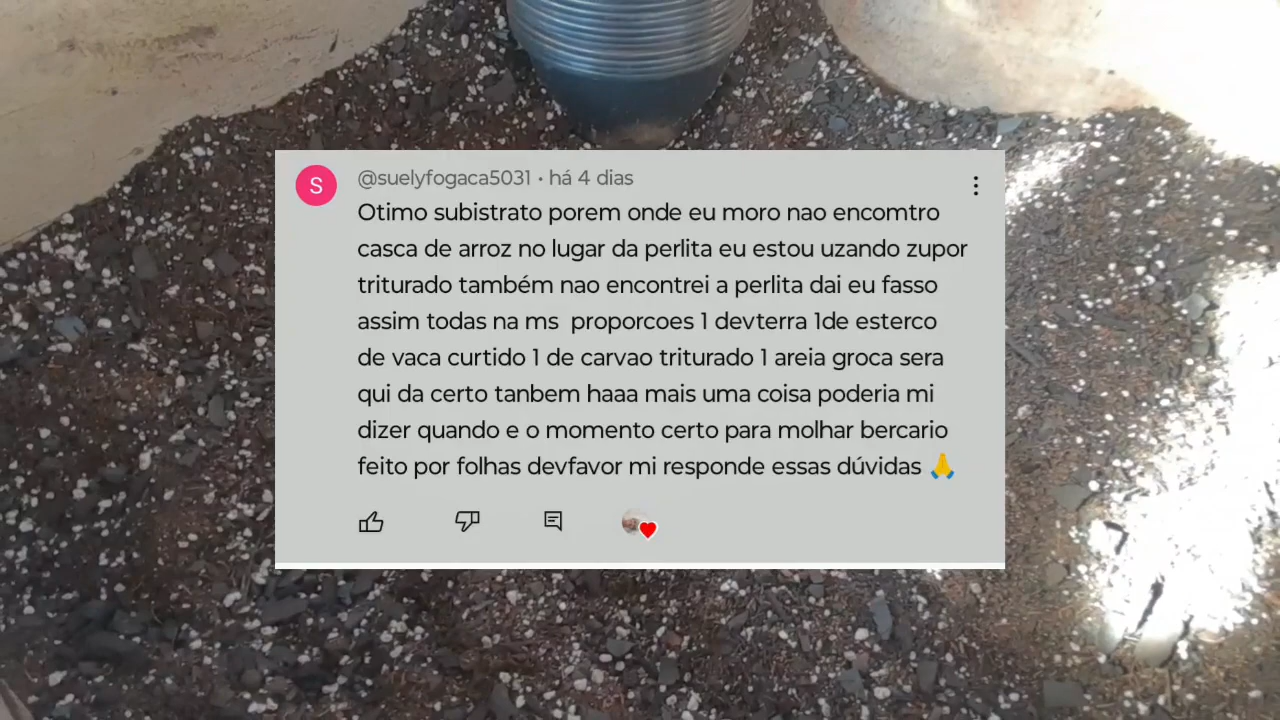 S
@suelyfogaca5031 • há 4 dias
Otimo subistrato porem onde eu moro nao encomtro
casca de arroz no lugar da perlita eu estou uzando zupor
triturado também nao encontrei a perlita dai eu fasso
assim todas na ms  proporcoes 1 devterra 1de esterco
de vaca curtido 1 de carvao triturado 1 areia groca sera
qui da certo tanbem haaa mais uma coisa poderia mi
dizer quando e o momento certo para molhar bercario
feito por folhas devfavor mi responde essas dúvidas 🙏